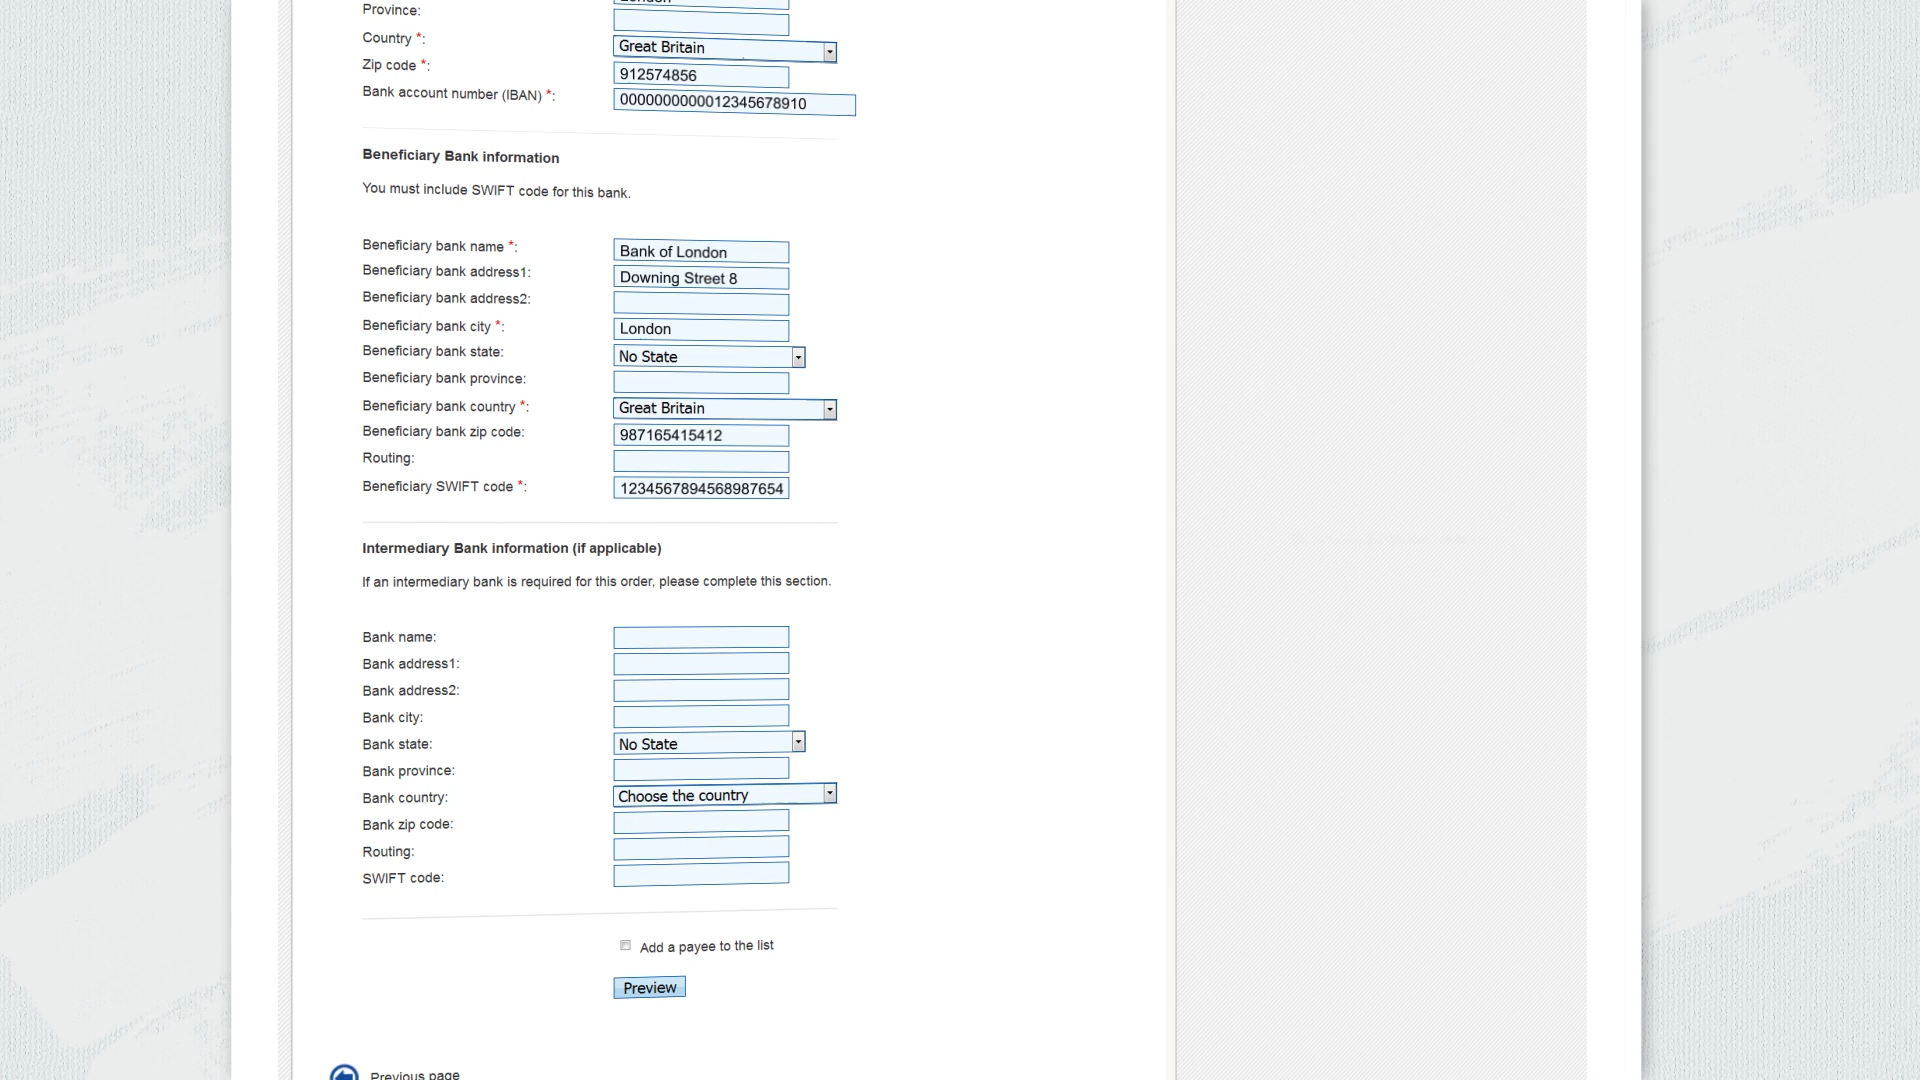 London
Province:
Country *: Great Britain
Zip code *: 912574856
Bank account number (IBAN) *: 0000000000012345678910
Beneficiary Bank information
You must include SWIFT code for this bank.
Beneficiary bank name *: Bank of London
Beneficiary bank address1: Downing Street 8
Beneficiary bank address2:
Beneficiary bank city *: London
Beneficiary bank state: No State
Beneficiary bank province:
Beneficiary bank country *: Great Britain
Beneficiary bank zip code: 987165415412
Routing:
Beneficiary SWIFT code *: 1234567894568987654
Intermediary Bank information (if applicable)
If an intermediary bank is required for this order, please complete this section.
Bank name:
Bank address1:
Bank address2:
Bank city:
Bank state: No State
Bank province:
Bank country: Choose the country
Bank zip code:
Routing:
SWIFT code:
Add a payee to the list
Preview
Previous page